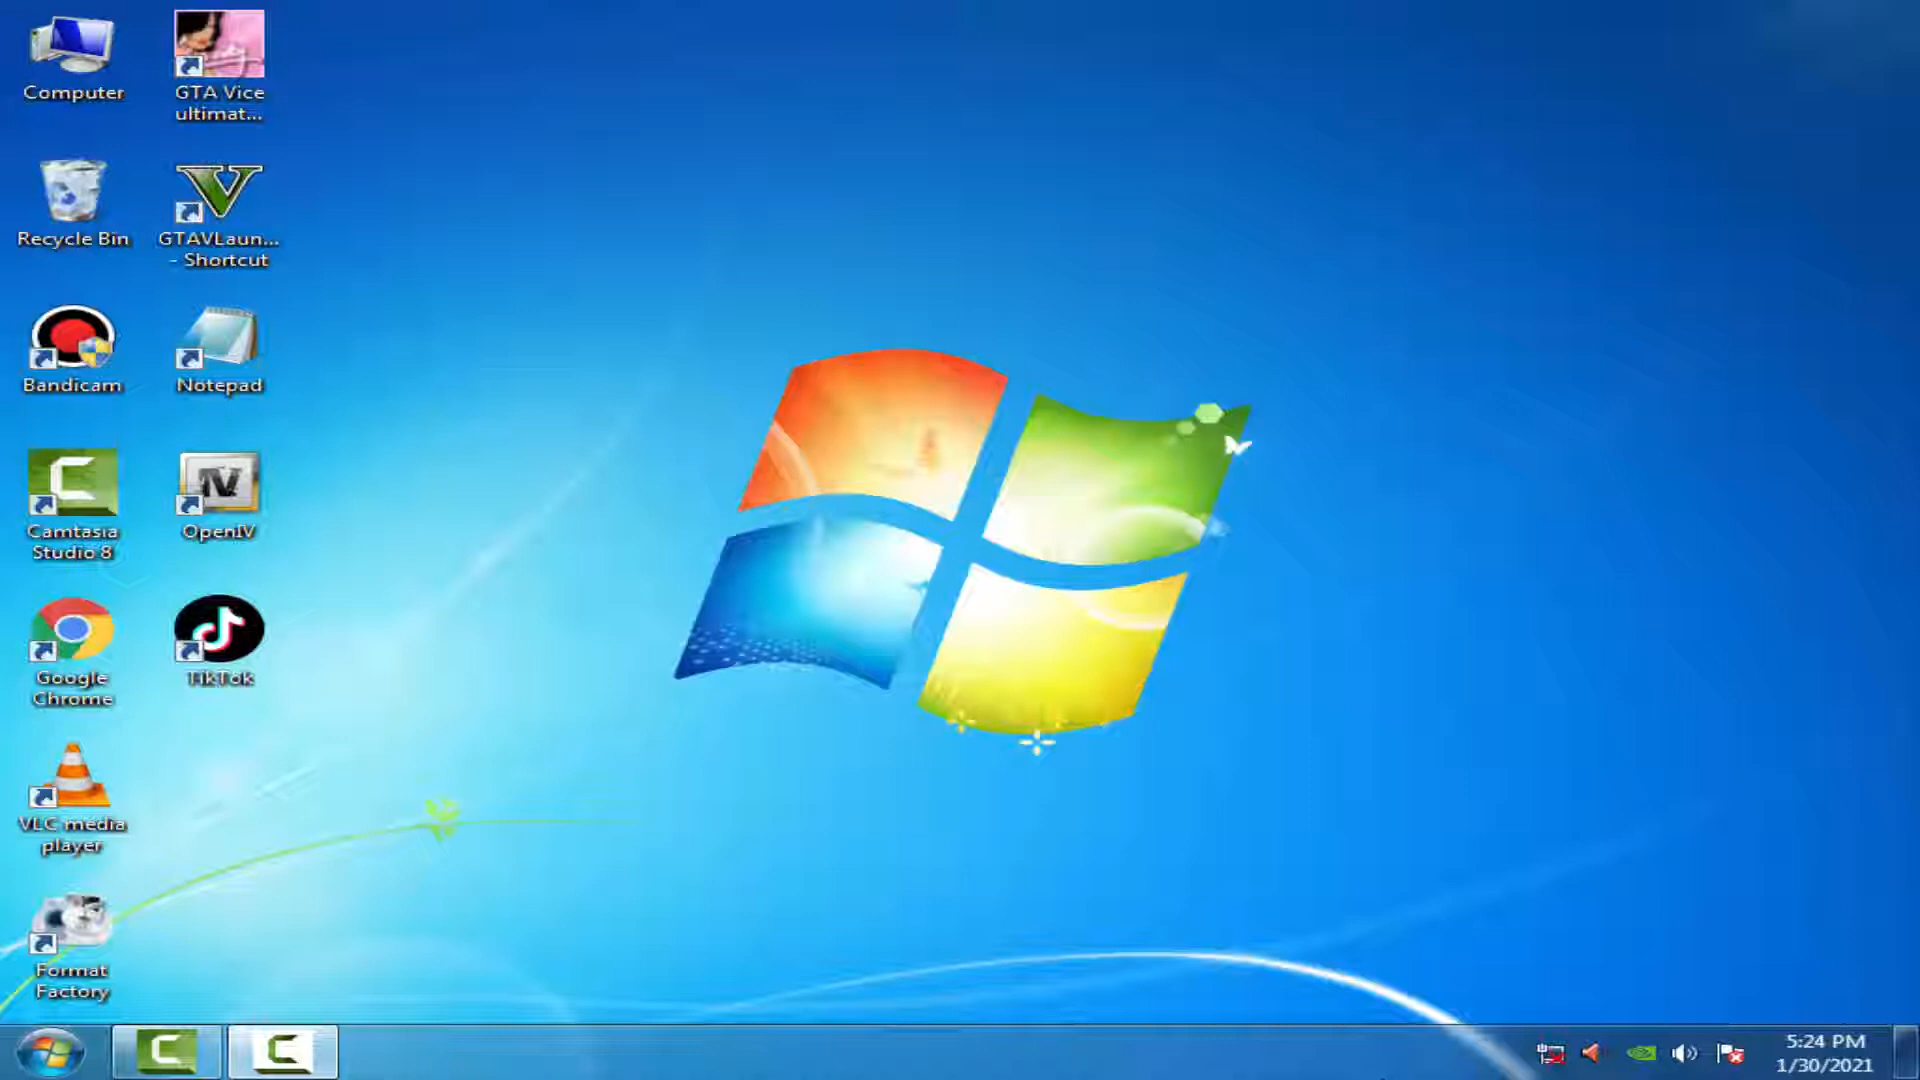 Computer
GTA Vice
ultimat...
Recycle Bin
GTAVLaun...
- Shortcut
Bandicam
Notepad
Camtasia
Studio 8
IV
OpenIV
Google
Chrome
TikTok
VLC media
player
Format
Factory
5:24 PM
1/30/2021